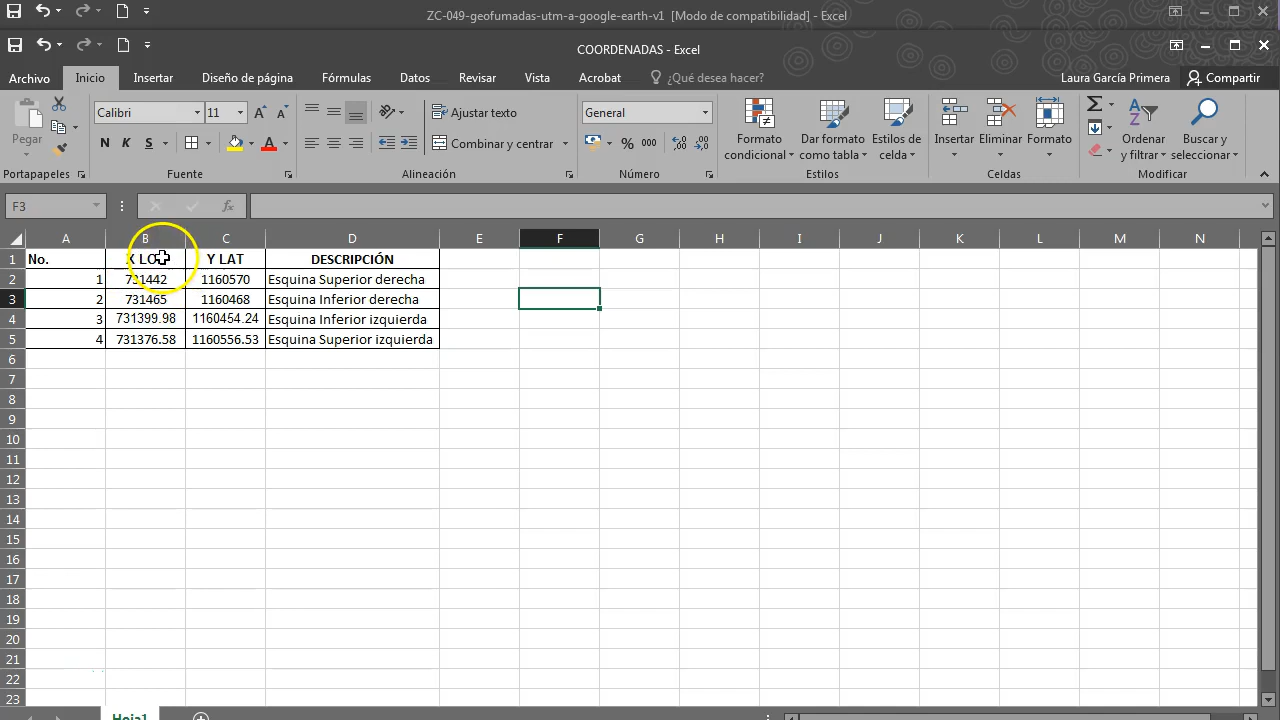 ZC-049-geofumadas-utm-a-google-earth-v1 [Modo de compatibilidad] - Excel
COORDENADAS - Excel
Archivo Inicio Insertar Diseño de página Fórmulas Datos Revisar Vista Acrobat ¿Qué desea hacer? Laura García Primera Compartir
Pegar Calibri 11 N K S A Ajustar texto Combinar y centrar General % 000 Formato condicional Dar formato como tabla Estilos de celda Insertar Eliminar Formato Ordenar y filtrar Buscar y seleccionar
Portapapeles Fuente Alineación Número Estilos Celdas Modificar
F3 fx
A B C D E F G H I J K L M N
1 No. X LO Y LAT DESCRIPCIÓN
2 1 731442 1160570 Esquina Superior derecha
3 2 731465 1160468 Esquina Inferior derecha
4 3 731399.98 1160454.24 Esquina Inferior izquierda
5 4 731376.58 1160556.53 Esquina Superior izquierda
6
7
8
9
10
11
12
13
14
15
16
17
18
19
20
21
22
23
Hoja1